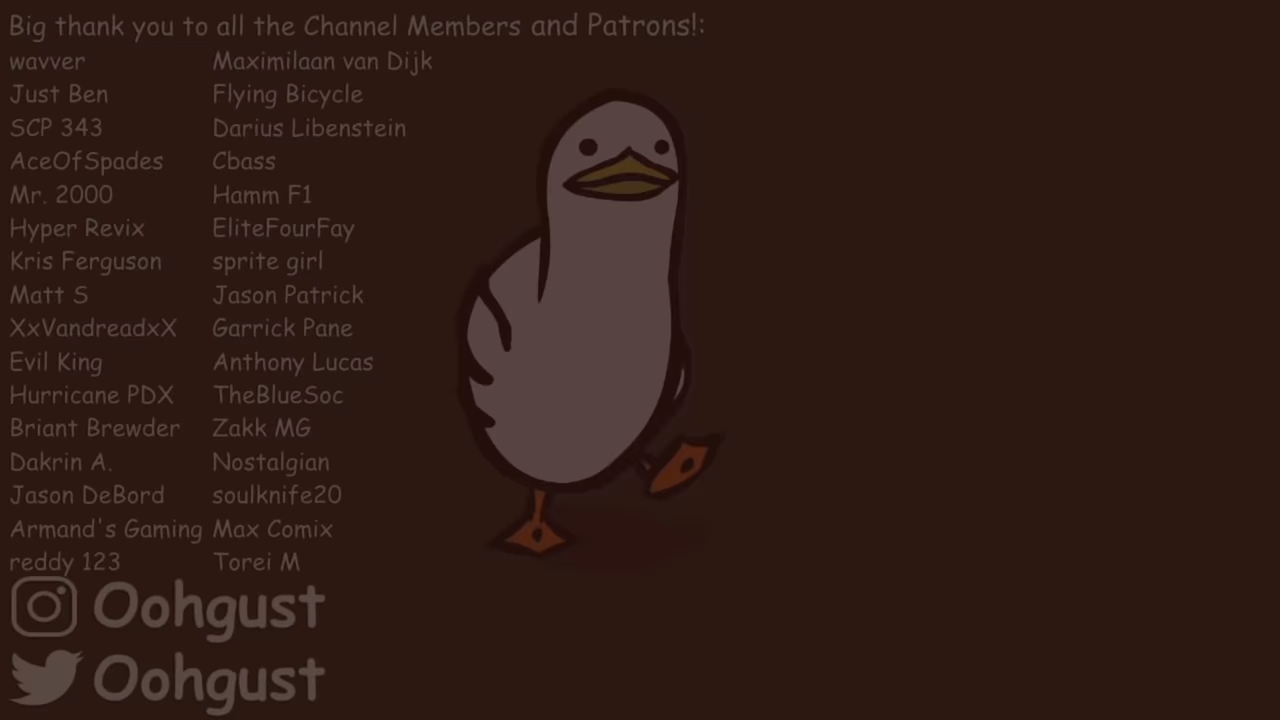 Big thank you to all the Channel Members and Patrons!:
wavver Maximilaan van Dijk
Just Ben Flying Bicycle
SCP 343 Darius Libenstein
AceOfSpades Cbass
Mr. 2000 Hamm F1
Hyper Revix EliteFourFay
Kris Ferguson sprite girl
Matt S Jason Patrick
XxVandreadxX Garrick Pane
Evil King Anthony Lucas
Hurricane PDX TheBlueSoc
Briant Brewder Zakk MG
Dakrin A. Nostalgian
Jason DeBord soulknife20
Armand's Gaming Max Comix
reddy 123 Torei M
Oohgust
Oohgust